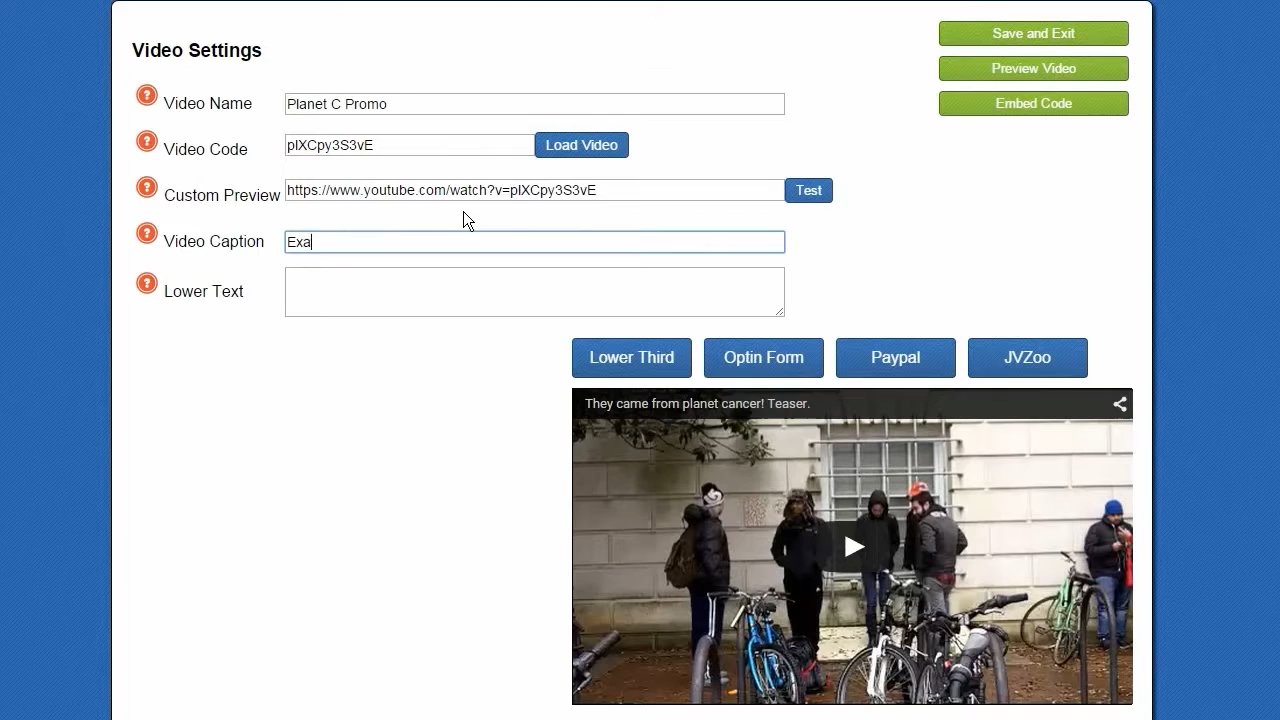 Video Settings
Save and Exit
Preview Video
Embed Code
? Video Name Planet C Promo
? Video Code pIXCpy3S3vE Load Video
? Custom Preview https://www.youtube.com/watch?v=pIXCpy3S3vE Test
? Video Caption Exa
? Lower Text
Lower Third Optin Form Paypal JVZoo
They came from planet cancer! Teaser.